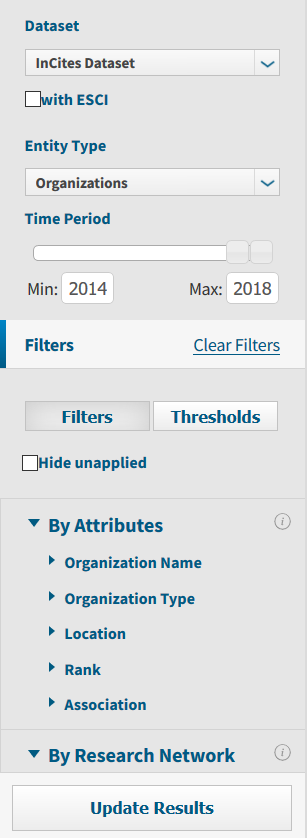 Dataset
InCites Dataset
with ESCI
Entity Type
Organizations
Time Period
Min: 2014 Max: 2018
Filters Clear Filters
Filters Thresholds
Hide unapplied
By Attributes i
Organization Name
Organization Type
Location
Rank
Association
By Research Network i
Update Results